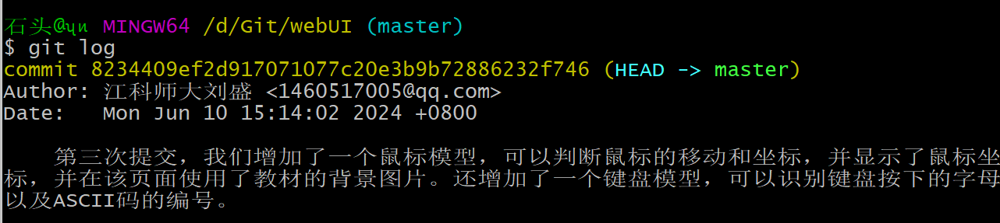 石头@ɥи MINGW64 /d/Git/webUI (master)
$ git log
commit 8234409ef2d917071077c20e3b9b72886232f746 (HEAD -> master)
Author: 江科师大刘盛 <1460517005@qq.com>
Date:   Mon Jun 10 15:14:02 2024 +0800
第三次提交，我们增加了一个鼠标模型，可以判断鼠标的移动和坐标，并显示了鼠标坐
标，并在该页面使用了教材的背景图片。还增加了一个键盘模型，可以识别键盘按下的字母
以及ASCII码的编号。